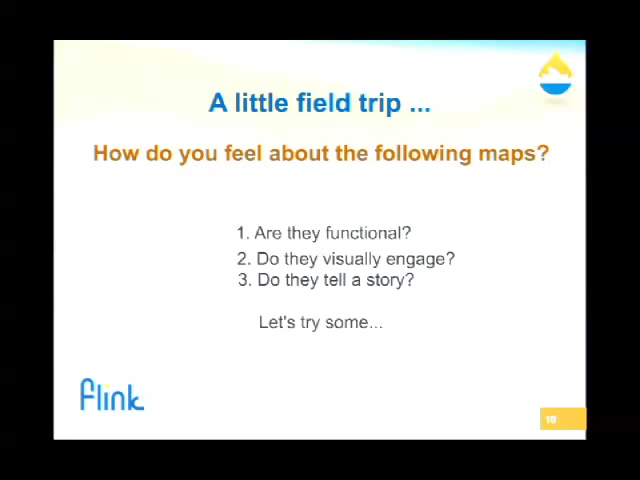 A little field trip ...
How do you feel about the following maps?
1. Are they functional?
2. Do they visually engage?
3. Do they tell a story?
Let's try some...
flink
10